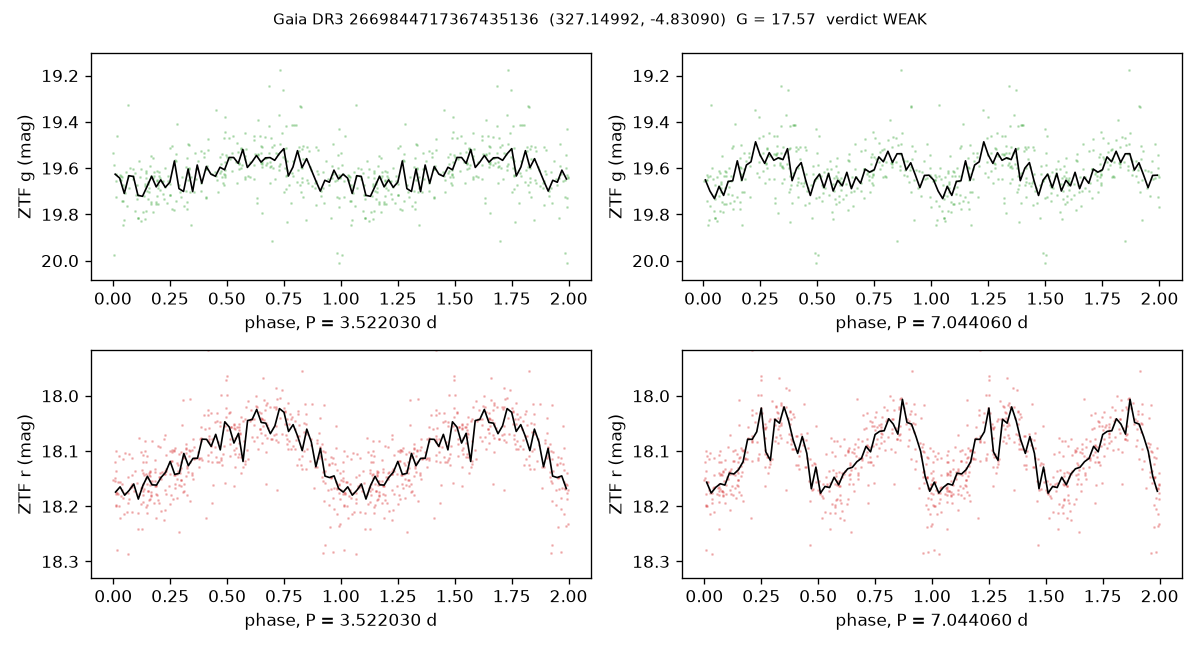 Gaia DR3 2669844717367435136 (327.14992, -4.83090) G = 17.57 verdict WEAK
ZTF g (mag)
19.2
19.4
19.6
19.8
20.0
0.00 0.25 0.50 0.75 1.00 1.25 1.50 1.75 2.00
phase, P = 3.522030 d
ZTF g (mag)
19.2
19.4
19.6
19.8
20.0
0.00 0.25 0.50 0.75 1.00 1.25 1.50 1.75 2.00
phase, P = 7.044060 d
ZTF r (mag)
18.0
18.1
18.2
18.3
0.00 0.25 0.50 0.75 1.00 1.25 1.50 1.75 2.00
phase, P = 3.522030 d
ZTF r (mag)
18.0
18.1
18.2
18.3
0.00 0.25 0.50 0.75 1.00 1.25 1.50 1.75 2.00
phase, P = 7.044060 d